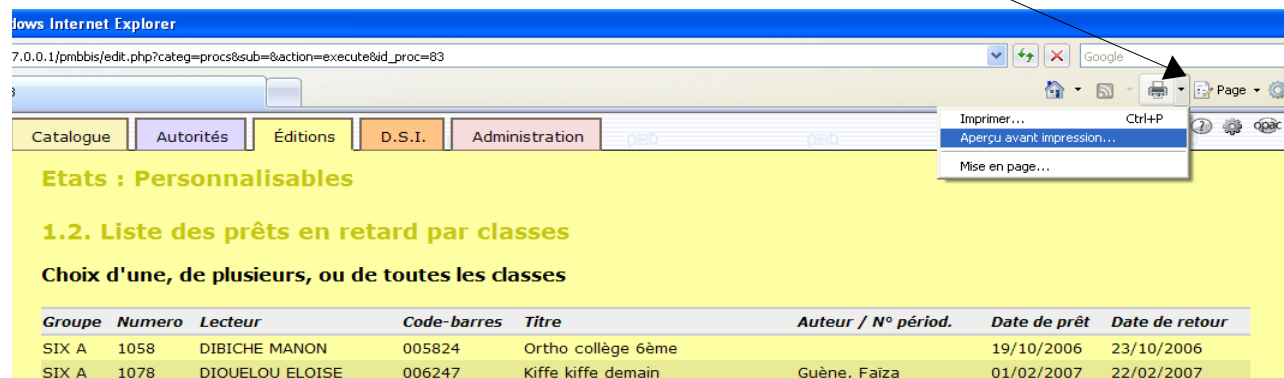 dows Internet Explorer
7.0.0.1/pmbbis/edit.php?categ=procs&sub=&action=execute&id_proc=83
Google
Page
Imprimer... Ctrl+P
Aperçu avant impression...
Mise en page...
Catalogue Autorités Éditions D.S.I. Administration pmb pmb opac
Etats : Personnalisables
1.2. Liste des prêts en retard par classes
Choix d'une, de plusieurs, ou de toutes les classes
Groupe Numero Lecteur Code-barres Titre Auteur / N° périod. Date de prêt Date de retour
SIX A 1058 DIBICHE MANON 005824 Ortho collège 6ème 19/10/2006 23/10/2006
SIX A 1078 DIOUELOU ELOISE 006247 Kiffe kiffe demain Guène, Faïza 01/02/2007 22/02/2007